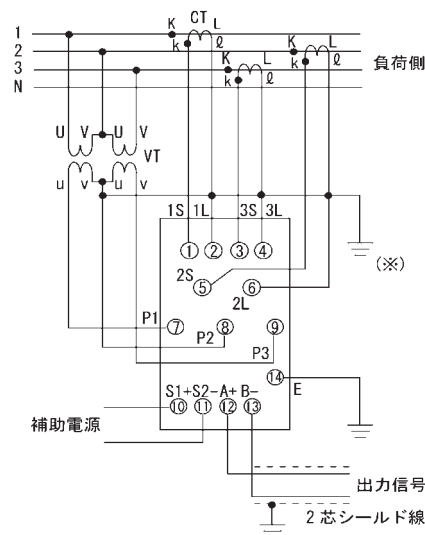 CT
1 K L
2 k ℓ K L
3 K L k ℓ 負荷側
N k ℓ
U V U V
VT
u v u v
1S 1L 3S 3L
① ② ③ ④ (※)
2S ⑤ ⑥
2L
P1 ⑦ ⑧ ⑨
P2 P3
⑭ E
S1+ S2- A+ B-
⑩ ⑪ ⑫ ⑬
補助電源
出力信号
2芯シールド線